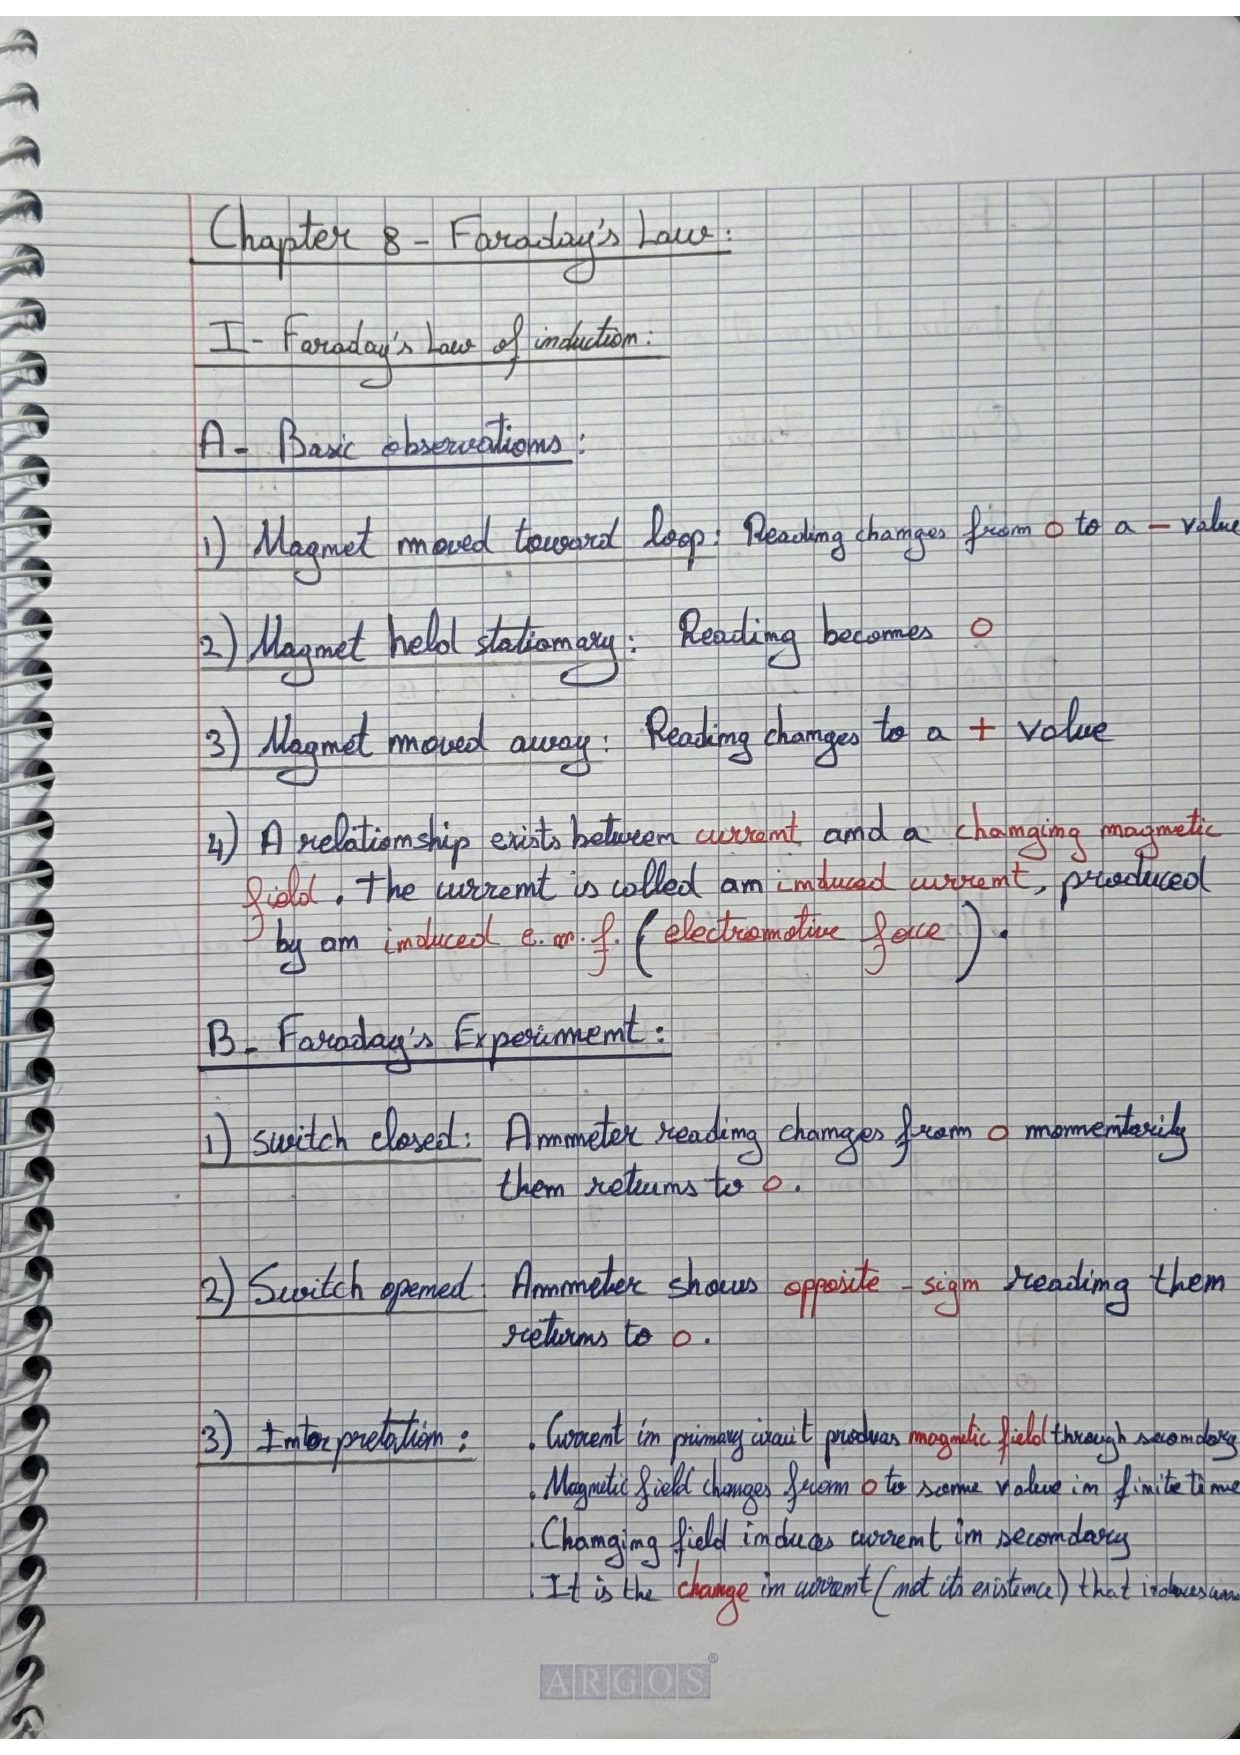 Chapter 8 - Faraday's Law:
I - Faraday's Law of induction:
A - Basic observations:
1) Magnet moved toward loop: Reading changes from 0 to a - value
2) Magnet held stationary: Reading becomes 0
3) Magnet moved away: Reading changes to a + value
4) A relationship exists between current and a changing magnetic
field. The current is called an induced current, produced
by an induced e.m.f. (electromotive force).
B - Faraday's Experiment:
1) Switch closed: Ammeter reading changes from 0 momentarily
then returns to 0.
2) Switch opened: Ammeter shows opposite - sign reading then
returns to 0.
3) Interpretation: . Current in primary circuit produces magnetic field through secondary
. Magnetic field changes from 0 to some value in finite time
. Changing field induces current in secondary
. It is the change in current (not its existence) that induces
ARGOS®